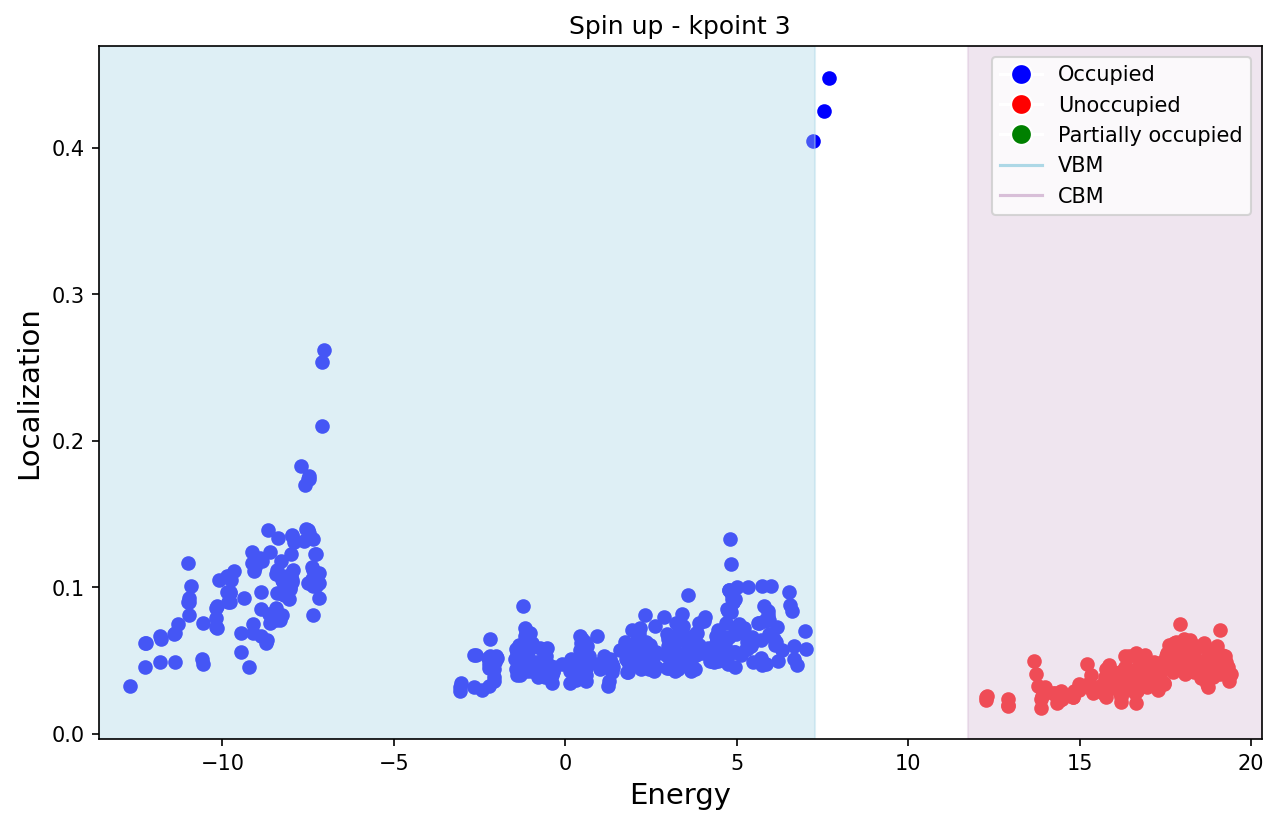 Spin up - kpoint 3
Localization
0.4
0.3
0.2
0.1
0.0
Occupied
Unoccupied
Partially occupied
VBM
CBM
−10
−5
0
5
10
15
20
Energy